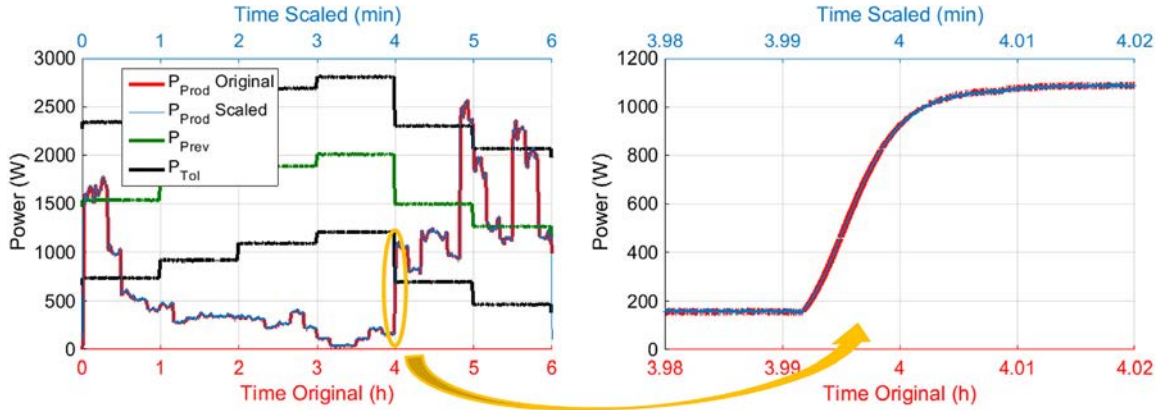 Time Scaled (min)
0 1 2 3 4 5 6
3000
2500
2000
1500
1000
500
0
Power (W)
P_Prod Original
P_Prod Scaled
P_Prev
P_Tol
0 1 2 3 4 5 6
Time Original (h)
Time Scaled (min)
3.98 3.99 4 4.01 4.02
1200
1000
800
600
400
200
0
Power (W)
3.98 3.99 4 4.01 4.02
Time Original (h)